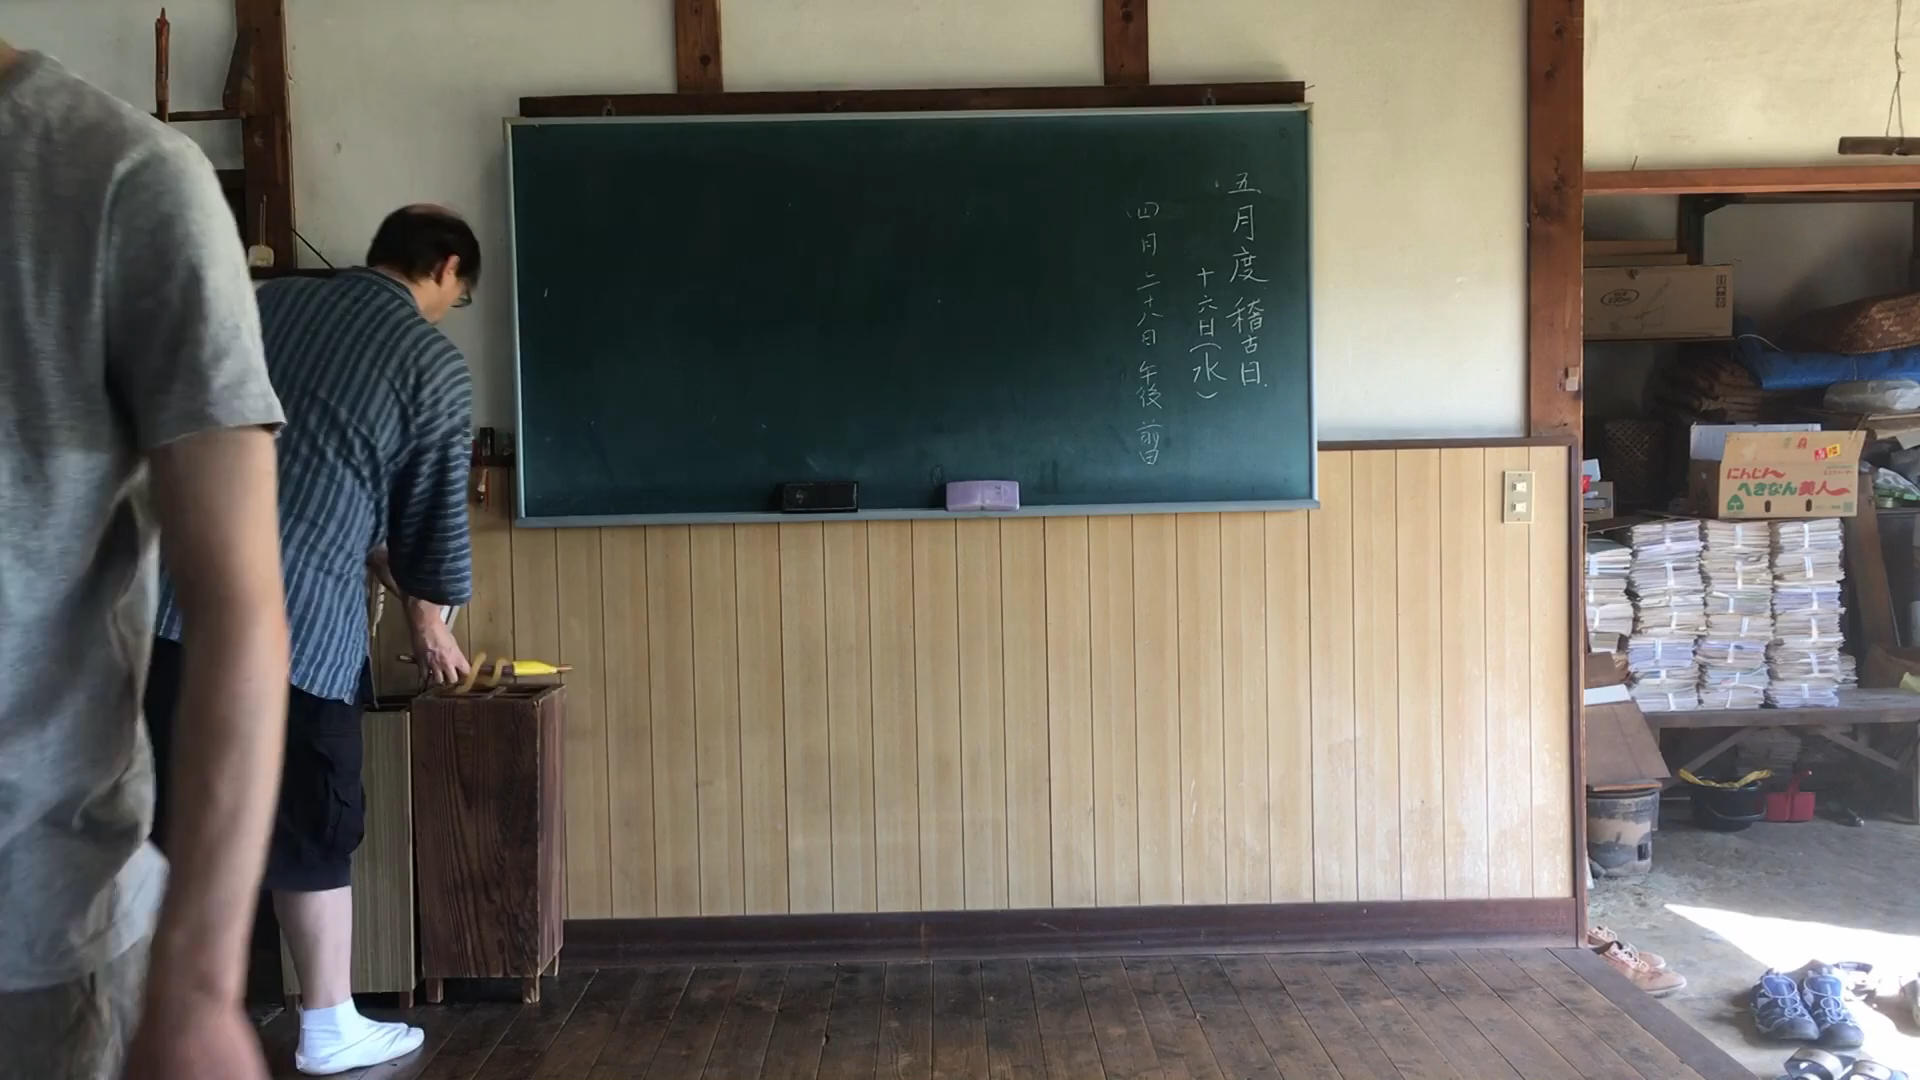 五月度稽古日
十六日(水)
四月二十八日午後前田
にんじん
へきなん美人